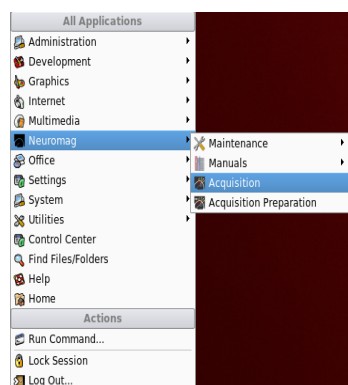 All Applications
Administration
Development
Graphics
Internet
Multimedia
Neuromag
Maintenance
Office
Manuals
Settings
Acquisition
System
Acquisition Preparation
Utilities
Control Center
Find Files/Folders
Help
Home
Actions
Run Command...
Lock Session
Log Out...